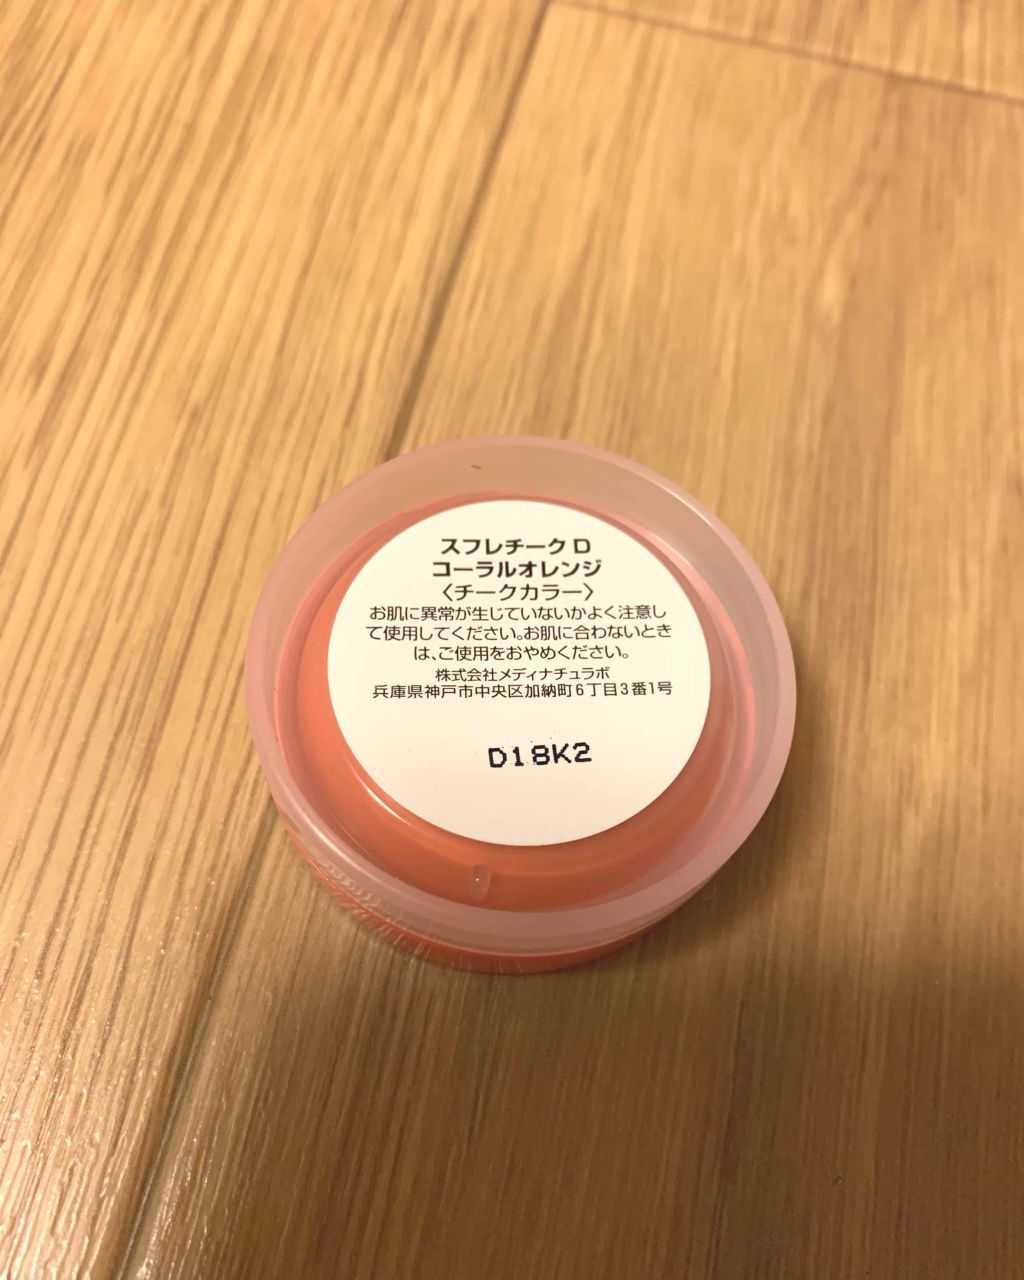 スフレチーク D
コーラルオレンジ
〈チークカラー〉
お肌に異常が生じていないかよく注意し
て使用してください。お肌に合わないとき
は、ご使用をおやめください。
株式会社メディナチュラボ
兵庫県神戸市中央区加納町6丁目3番1号
D18K2